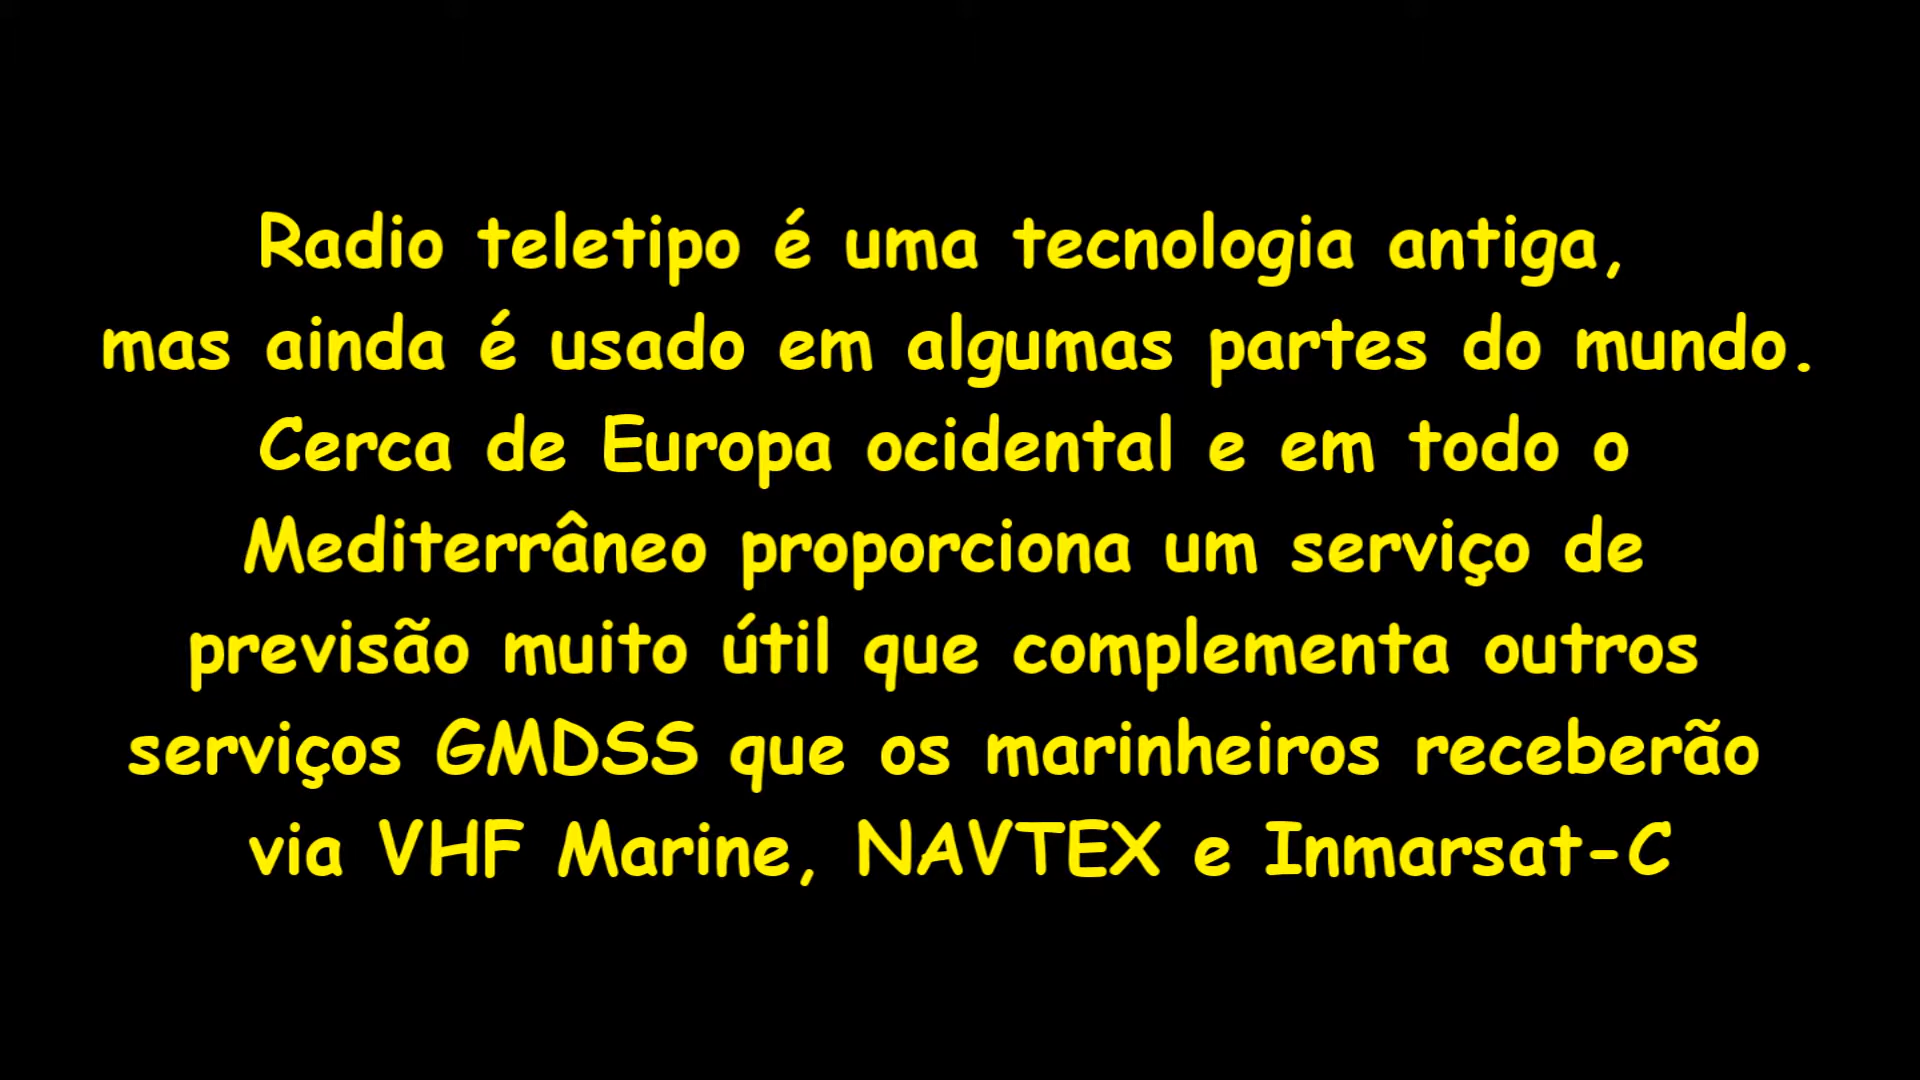 Radio teletipo é uma tecnologia antiga,
mas ainda é usado em algumas partes do mundo.
Cerca de Europa ocidental e em todo o
Mediterrâneo proporciona um serviço de
previsão muito útil que complementa outros
serviços GMDSS que os marinheiros receberão
via VHF Marine, NAVTEX e Inmarsat-C